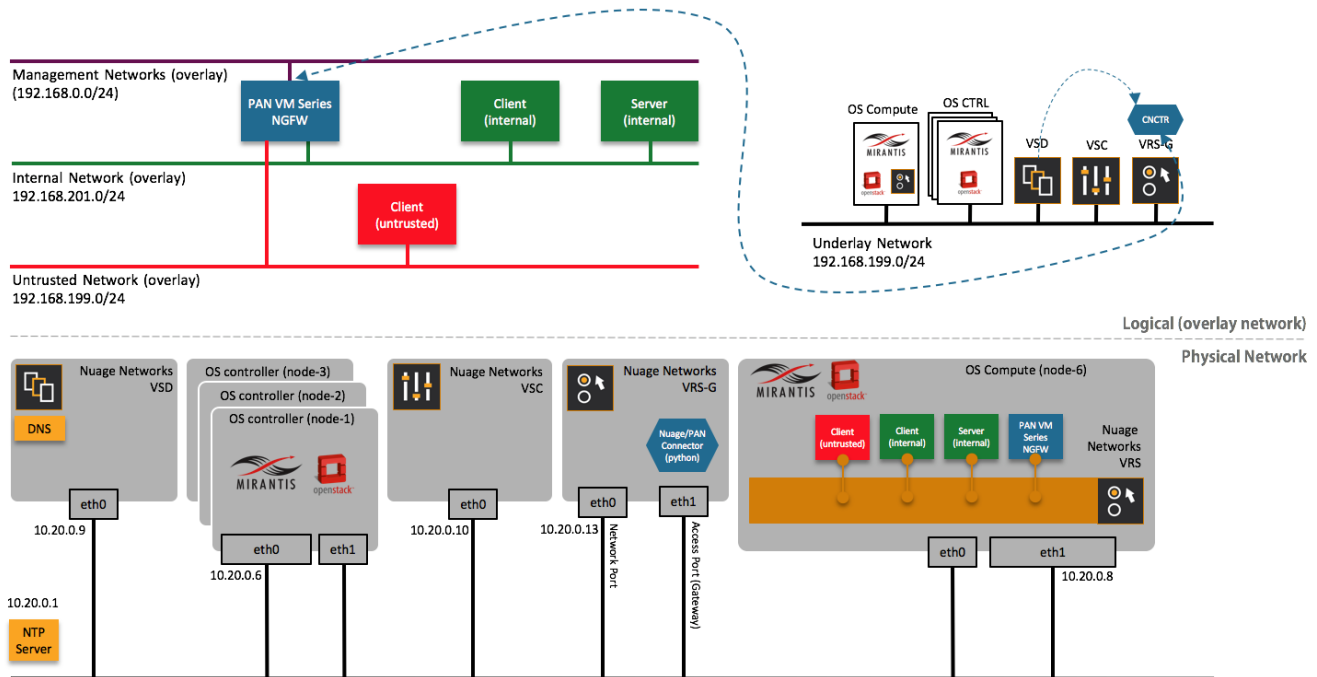 Management Networks (overlay)
(192.168.0.0/24)
PAN VM Series
NGFW
Client
(internal)
Server
(internal)
Internal Network (overlay)
192.168.201.0/24
Client
(untrusted)
Untrusted Network (overlay)
192.168.199.0/24
OS Compute
OS CTRL
CNCTR
VSD
VSC
VRS-G
MIRANTIS
MIRANTIS
openstack
openstack
Underlay Network
192.168.199.0/24
Logical (overlay network)
Physical Network
Nuage Networks
VSD
DNS
eth0
10.20.0.9
10.20.0.1
NTP
Server
OS controller (node-3)
OS controller (node-2)
OS controller (node-1)
MIRANTIS
openstack
eth0
eth1
10.20.0.6
Nuage Networks
VSC
eth0
10.20.0.10
Nuage Networks
VRS-G
Nuage/PAN
Connector
(python)
eth0
eth1
10.20.0.13
Network Port
Access Port (Gateway)
MIRANTIS
openstack
OS Compute (node-6)
Client
(untrusted)
Client
(internal)
Server
(internal)
PAN VM
Series
NGFW
Nuage
Networks
VRS
eth0
eth1
10.20.0.8